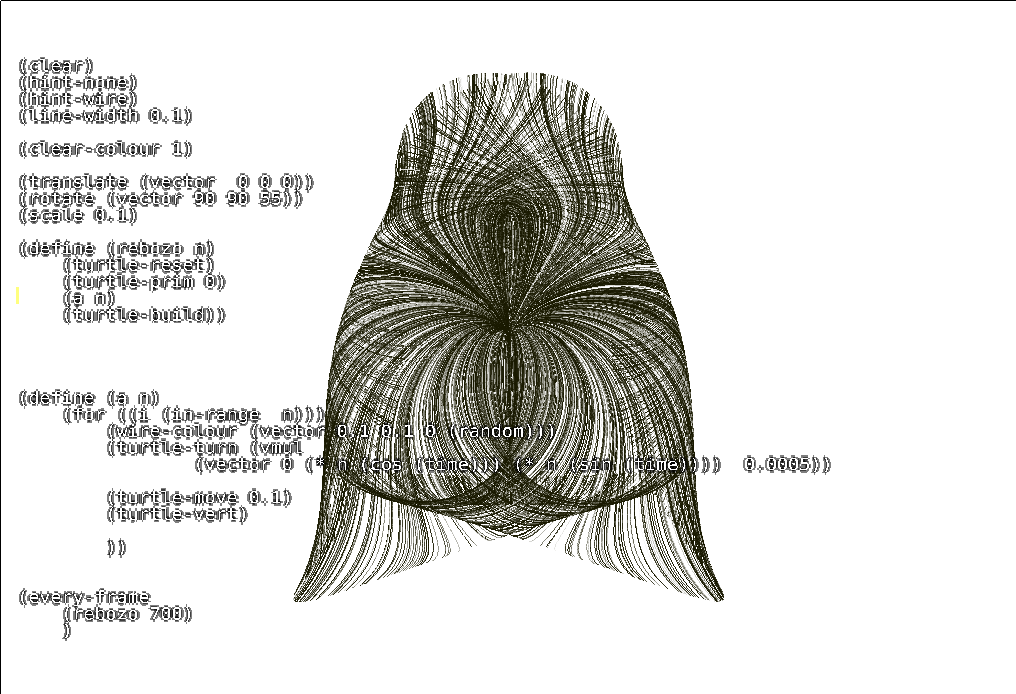 (clear)
(hint-none)
(hint-wire)
(line-width 0.1)
(clear-colour 1)
(translate (vector  0 0 0))
(rotate (vector 90 90 55))
(scale 0.1)
(define (rebozo n)
    (turtle-reset)
    (turtle-prim 0)
    (a n)
    (turtle-build))
(define (a n)
    (for ((i (in-range  n)))
        (wire-colour (vector 0.1 0.1 0 (random)))
        (turtle-turn (vmul
                (vector 0 (* n (cos (time))) (* n (sin (time))))  0.0005))
        (turtle-move 0.1)
        (turtle-vert)
        ))
(every-frame
    (rebozo 700)
    )